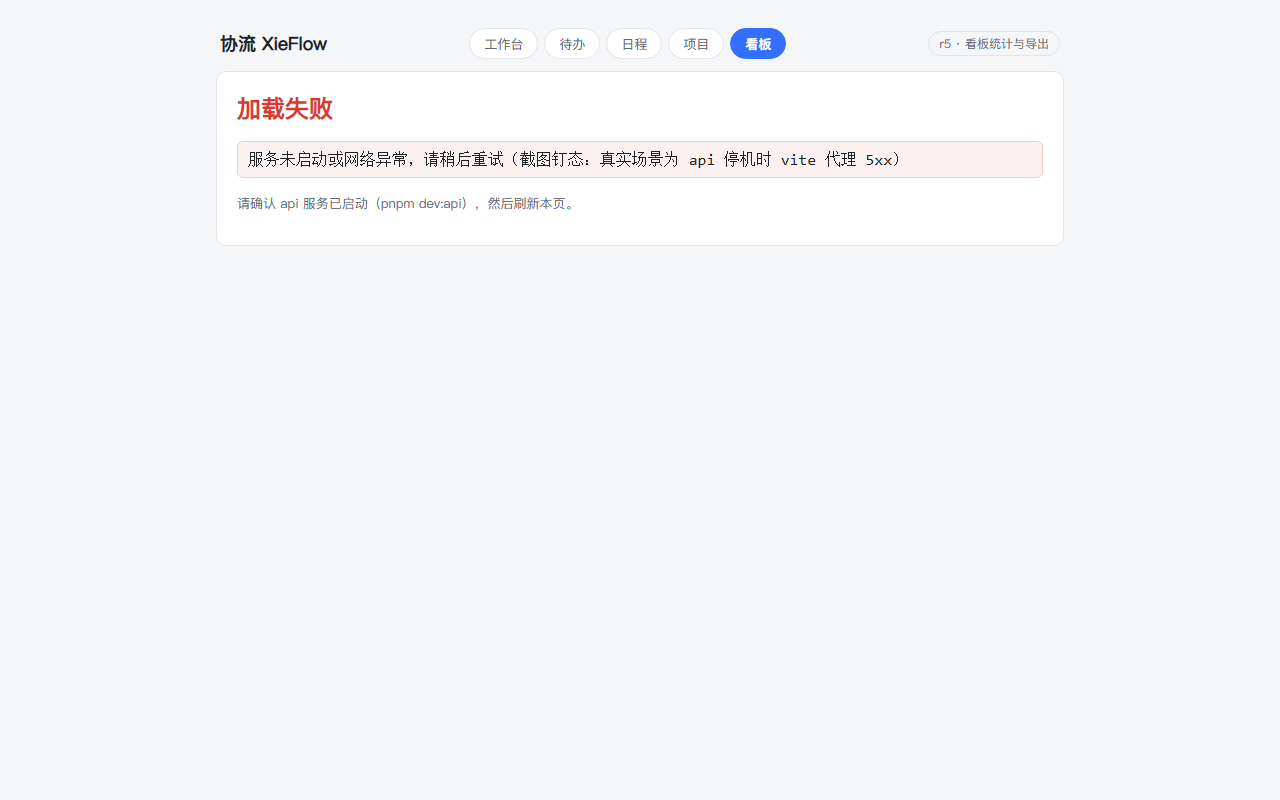 协流 XieFlow
工作台
待办
日程
项目
看板
r5 · 看板统计与导出
加载失败
服务未启动或网络异常，请稍后重试（截图钉态：真实场景为 api 停机时 vite 代理 5xx）
请确认 api 服务已启动（pnpm dev:api），然后刷新本页。